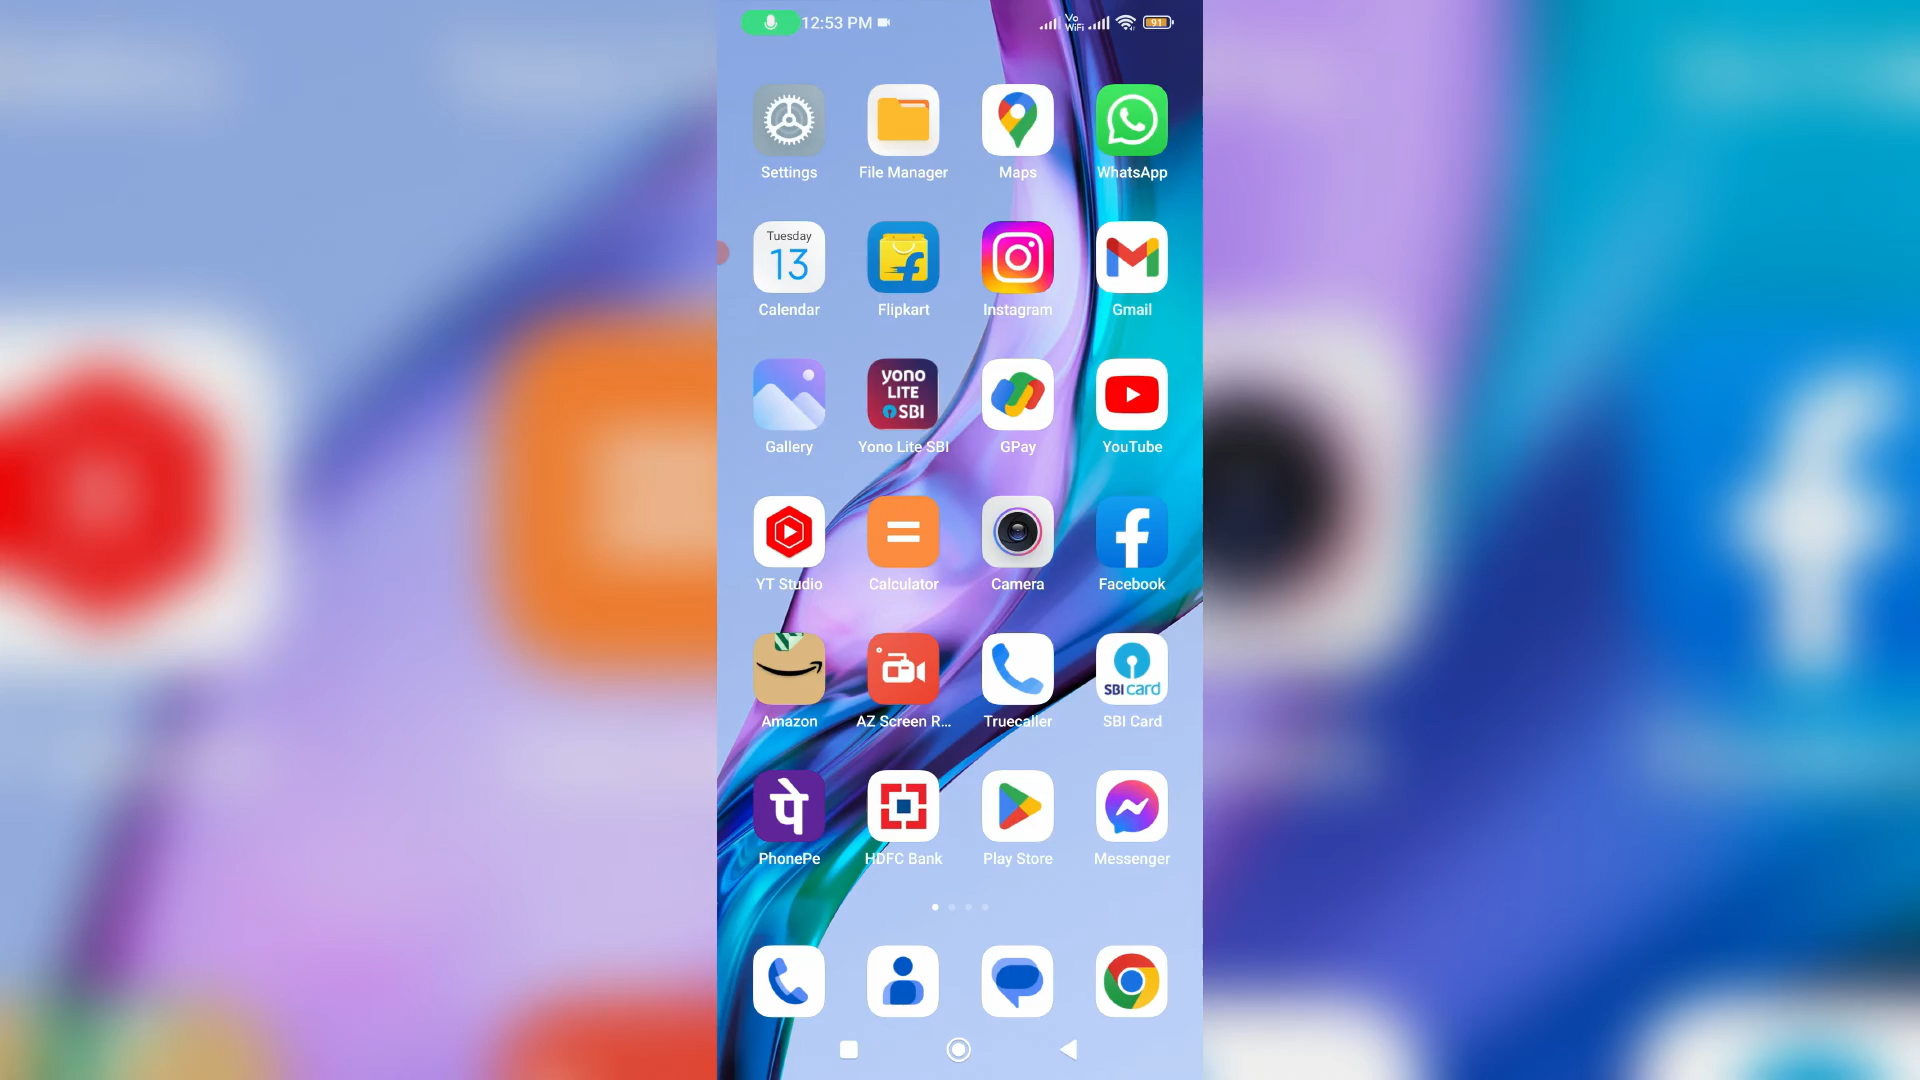 12:53 PM
Vo
WiFi
91
Settings
File Manager
Maps
WhatsApp
Tuesday
13
Calendar
Flipkart
Instagram
Gmail
yono
LITE
SBI
Gallery
Yono Lite SBI
GPay
YouTube
YT Studio
Calculator
Camera
Facebook
SBI card
Amazon
AZ Screen R...
Truecaller
SBI Card
पे
PhonePe
HDFC Bank
Play Store
Messenger